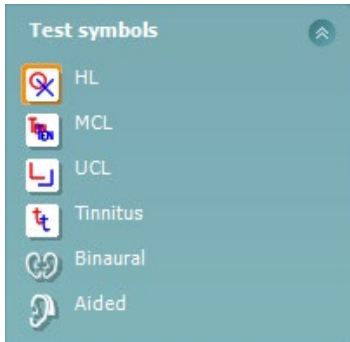 Test symbols
HL
MCL
UCL
Tinnitus
Binaural
Aided